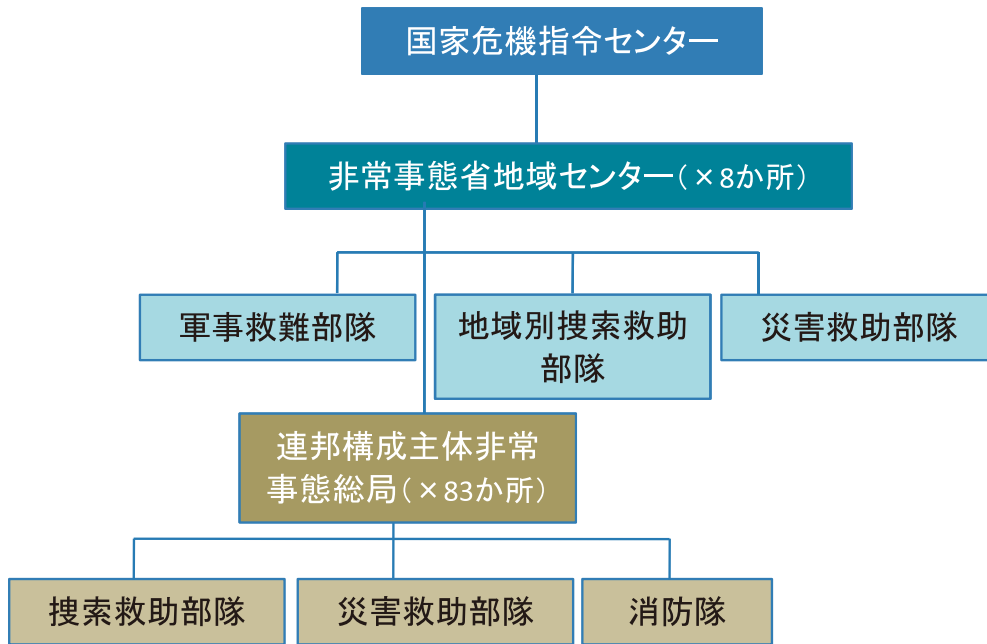 国家危機指令センター
非常事態省地域センター（×8か所）
軍事救難部隊
地域別捜索救助
部隊
災害救助部隊
連邦構成主体非常
事態総局（×83か所）
捜索救助部隊
災害救助部隊
消防隊